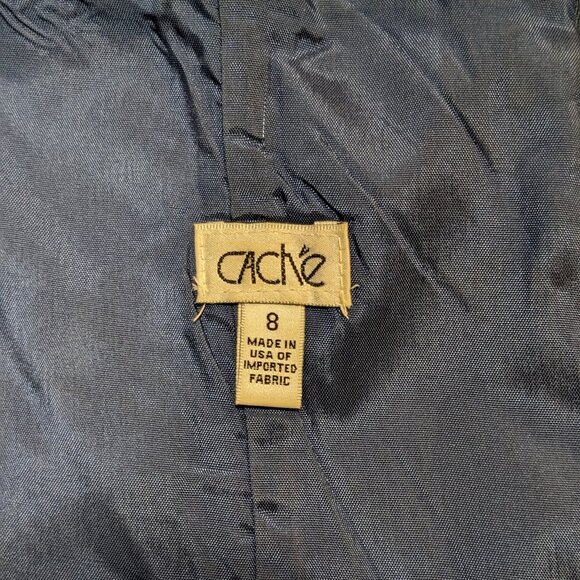 CAChé
8
MADE IN
USA OF
IMPORTED
FABRIC